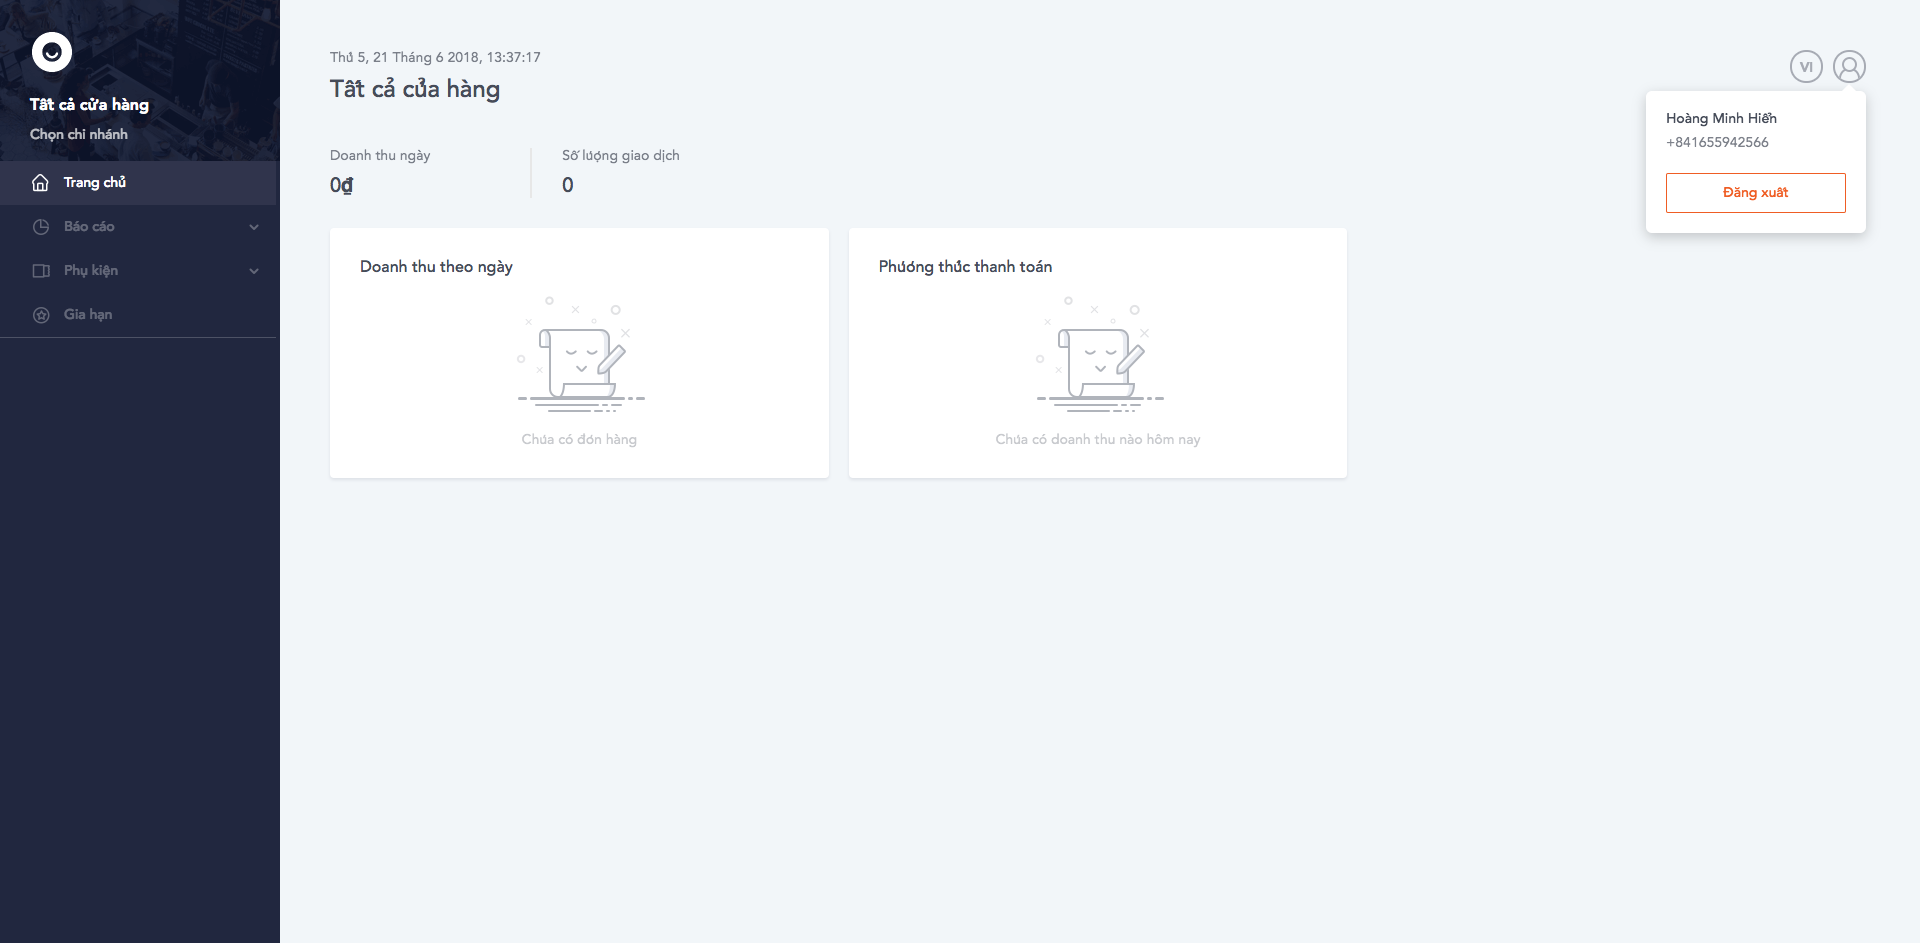 Tất cả cửa hàng
Chọn chi nhánh
Trang chủ
Báo cáo
Phụ kiện
Gia hạn
Thứ 5, 21 Tháng 6 2018, 13:37:17
Tất cả cửa hàng
VI
Hoàng Minh Hiển
+841655942566
Đăng xuất
Doanh thu ngày
0₫
Số lượng giao dịch
0
Doanh thu theo ngày
Chưa có đơn hàng
Phương thức thanh toán
Chưa có doanh thu nào hôm nay